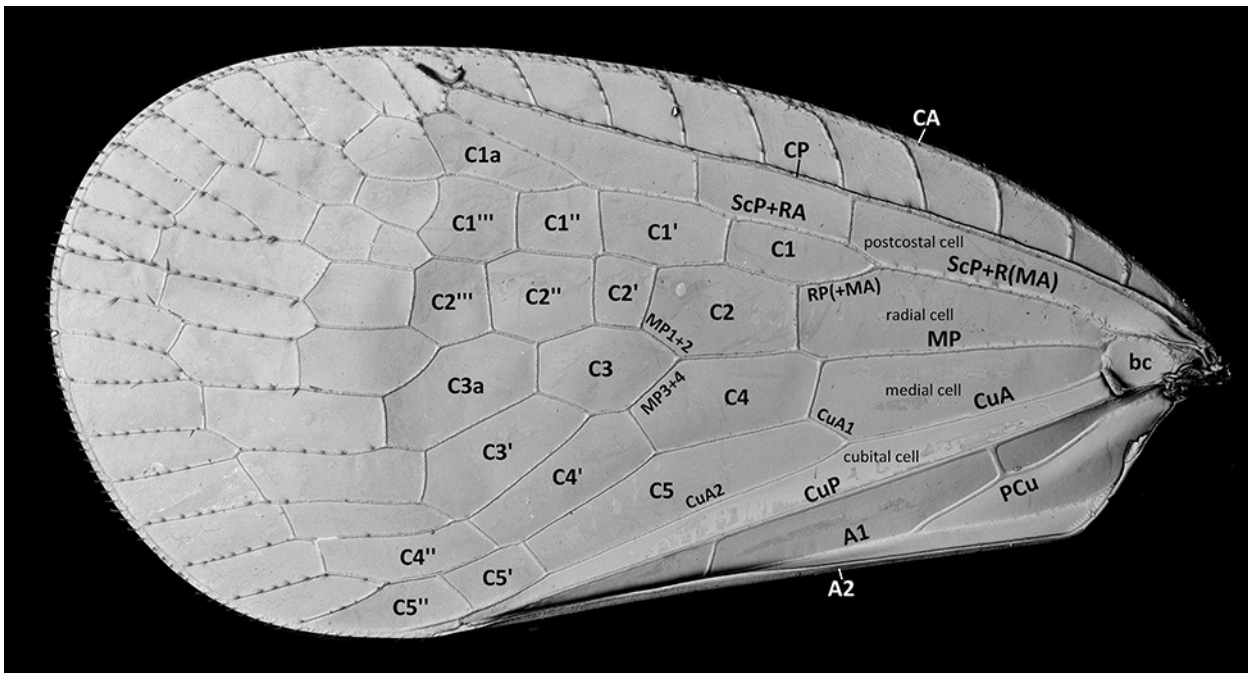 CA
CP
C1a
ScP+RA
C1'''
C1''
C1'
C1
postcostal cell
ScP+R(MA)
C2'''
C2''
C2'
C2
RP(+MA)
radial cell
MP1+2
MP
bc
C3a
C3
MP3+4
C4
medial cell
CuA
CuA1
C3'
C4'
C5
cubital cell
CuA2
CuP
PCu
A1
C4''
C5'
A2
C5''